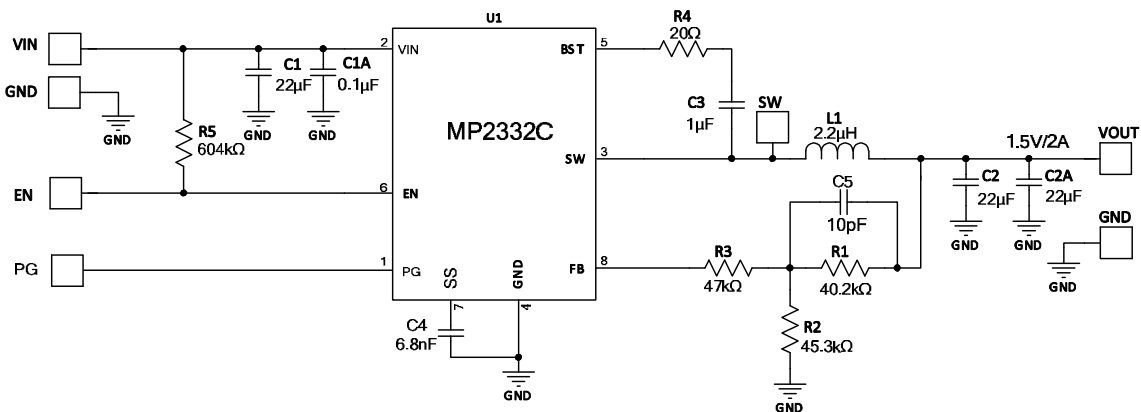 U1
VIN
2
VIN
C1
22µF
C1A
0.1µF
GND
GND
GND
GND
R5
604kΩ
EN
6
EN
PG
1
PG
MP2332C
BST
5
R4
20Ω
C3
1µF
SW
SW
3
L1
2.2µH
1.5V/2A
VOUT
C2
22µF
C2A
22µF
GND
GND
GND
GND
C5
10pF
FB
8
R3
47kΩ
R1
40.2kΩ
R2
45.3kΩ
GND
SS
7
GND
4
C4
6.8nF
GND